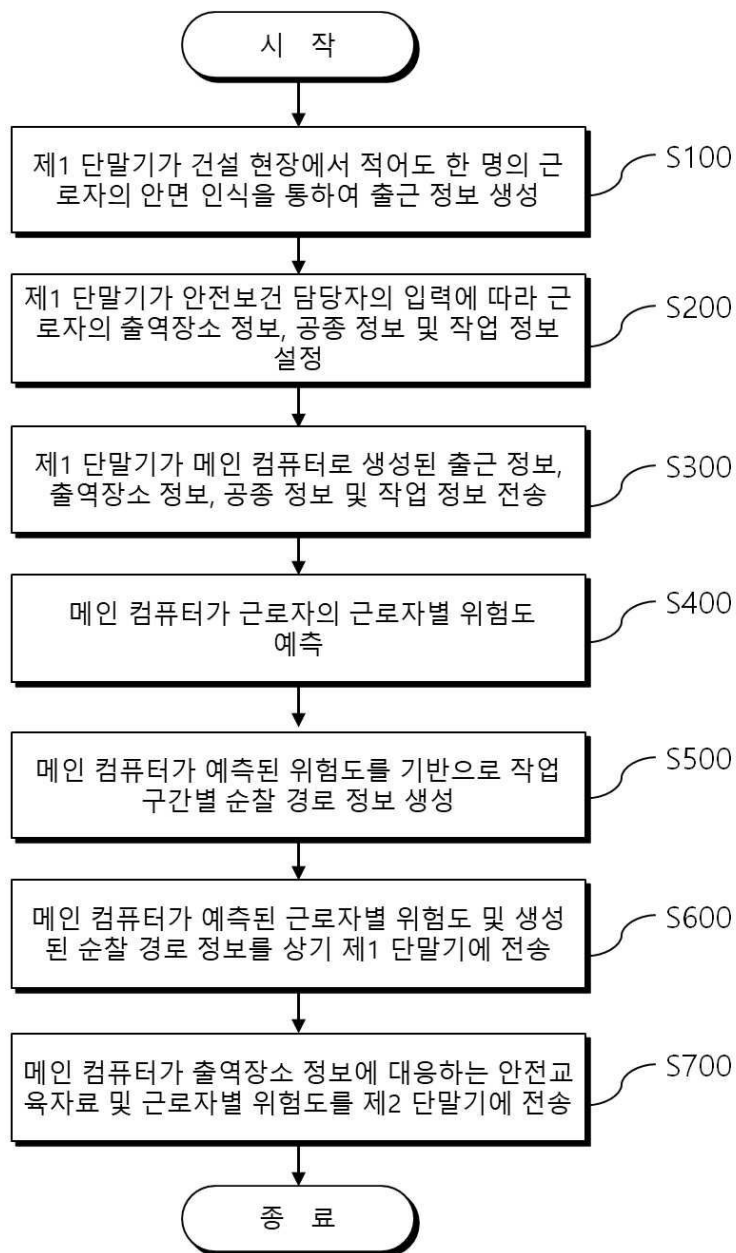 시 작
제1 단말기가 건설 현장에서 적어도 한 명의 근
로자의 안면 인식을 통하여 출근 정보 생성
S100
제1 단말기가 안전보건 담당자의 입력에 따라 근
로자의 출역장소 정보, 공종 정보 및 작업 정보
설정
S200
제1 단말기가 메인 컴퓨터로 생성된 출근 정보,
출역장소 정보, 공종 정보 및 작업 정보 전송
S300
메인 컴퓨터가 근로자의 근로자별 위험도
예측
S400
메인 컴퓨터가 예측된 위험도를 기반으로 작업
구간별 순찰 경로 정보 생성
S500
메인 컴퓨터가 예측된 근로자별 위험도 및 생성
된 순찰 경로 정보를 상기 제1 단말기에 전송
S600
메인 컴퓨터가 출역장소 정보에 대응하는 안전교
육자료 및 근로자별 위험도를 제2 단말기에 전송
S700
종 료